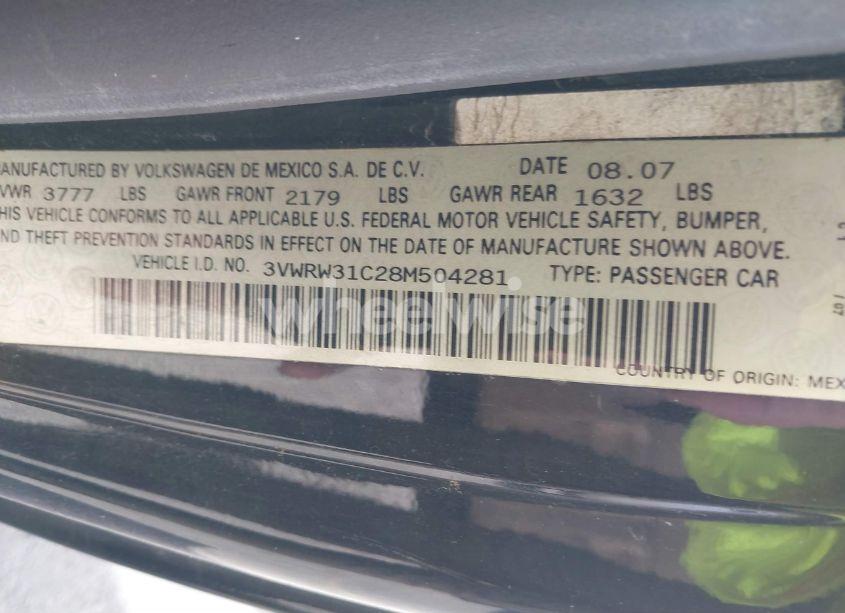 ANUFACTURED BY VOLKSWAGEN DE MEXICO S.A. DE C.V. DATE 08.07
VWR 3777 LBS GAWR FRONT 2179 LBS GAWR REAR 1632 LBS
HIS VEHICLE CONFORMS TO ALL APPLICABLE U.S. FEDERAL MOTOR VEHICLE SAFETY, BUMPER,
ND THEFT PREVENTION STANDARDS IN EFFECT ON THE DATE OF MANUFACTURE SHOWN ABOVE.
VEHICLE I.D. NO. 3VWRW31C28M504281 TYPE: PASSENGER CAR
wheelwise
COUNTRY OF ORIGIN: MEX